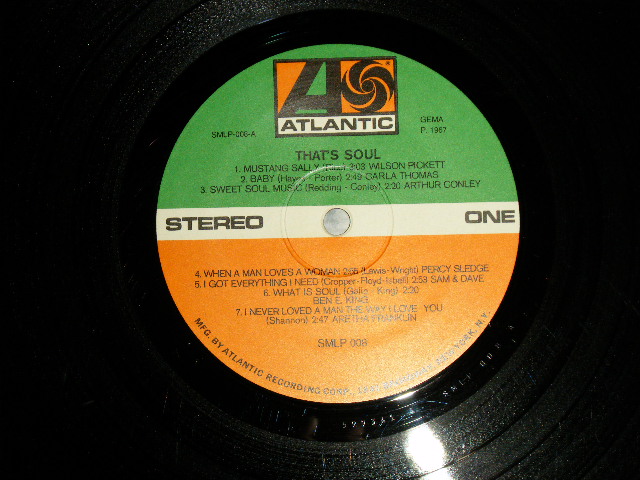 ATLANTIC
SMLP-008-A
GEMA
P. 1967
THAT'S SOUL
1. MUSTANG SALLY (Rice) 3:03 WILSON PICKETT
2. BABY (Hayes - Porter) 2:49 CARLA THOMAS
3. SWEET SOUL MUSIC (Redding - Conley) 2:20 ARTHUR CONLEY
STEREO
ONE
4. WHEN A MAN LOVES A WOMAN 2:55 (Lewis - Wright) PERCY SLEDGE
5. I GOT EVERYTHING I NEED (Cropper-Floyd-Isbell) 2:53 SAM & DAVE
6. WHAT IS SOUL (Gallo - King) 2:20
BEN E. KING
7. I NEVER LOVED A MAN THE WAY I LOVE YOU
(Shannon) 2:47 ARETHA FRANKLIN
SMLP 008
MFG. BY ATLANTIC RECORDING CORP., NEW YORK, N.Y.